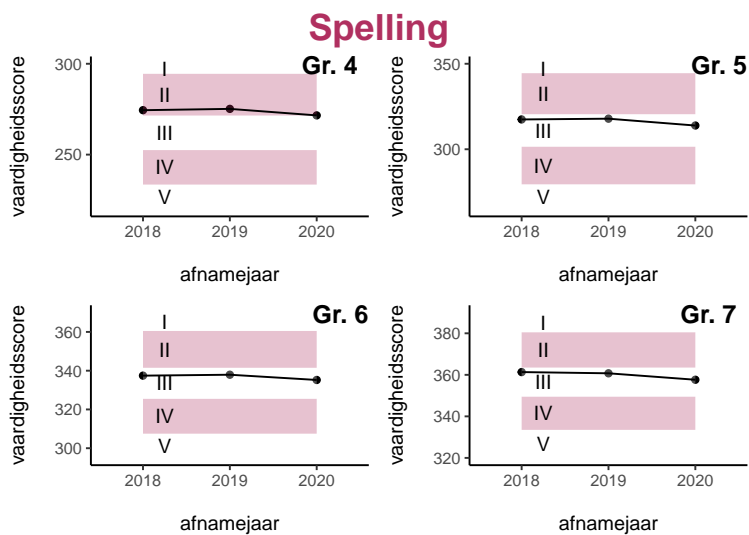 Spelling
Gr. 4
vaardigheidsscore
300
250
I
II
III
IV
V
2018 2019 2020
afnamejaar
Gr. 5
vaardigheidsscore
350
300
I
II
III
IV
V
2018 2019 2020
afnamejaar
Gr. 6
vaardigheidsscore
360
340
320
300
I
II
III
IV
V
2018 2019 2020
afnamejaar
Gr. 7
vaardigheidsscore
380
360
340
320
I
II
III
IV
V
2018 2019 2020
afnamejaar